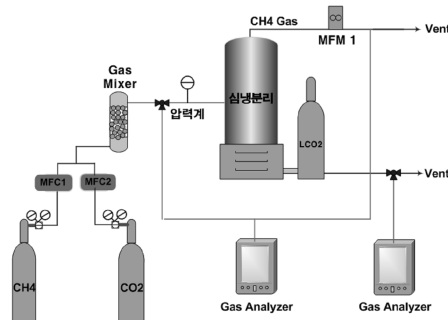 CH4 Gas
MFM 1
Vent
Gas
Mixer
압력계
심냉분리
LCO2
MFC1
MFC2
Vent
CH4
CO2
Gas Analyzer
Gas Analyzer